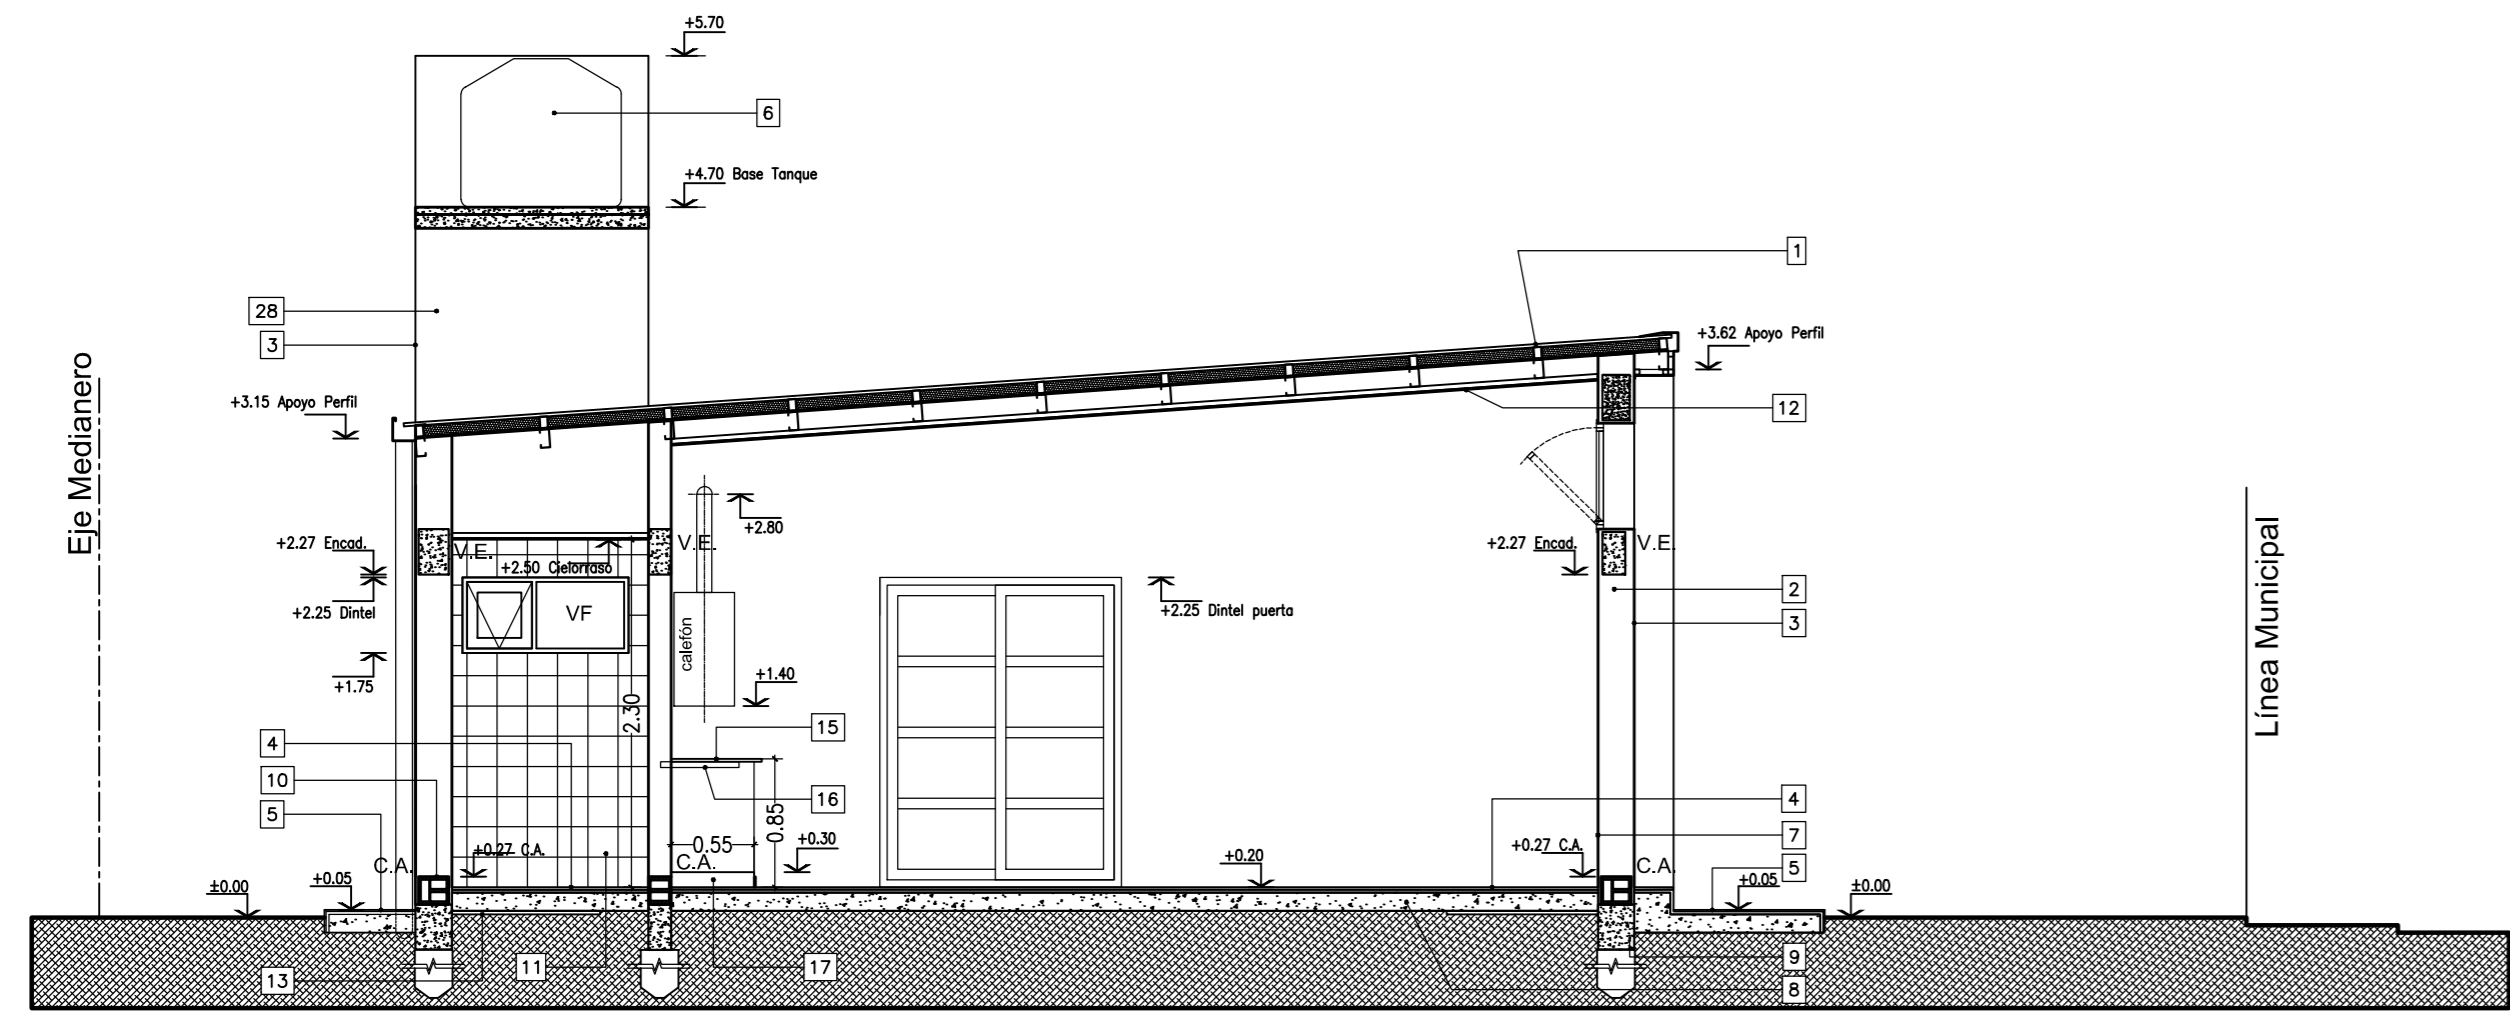 +5.70
6
+4.70 Base Tanque
1
28
3
+3.62 Apoyo Perfil
Eje Medianero
+3.15 Apoyo Perfil
12
+2.80
Línea Municipal
+2.27 Encad.
V.E.
V.E.
+2.27 Encad.
V.E.
+2.50 Cielorraso
2
+2.25 Dintel
VF
+2.25 Dintel puerta
3
calefón
+1.75
+1.40
2.30
15
4
10
16
4
5
0.85
7
0.55
+0.30
+0.27 C.A.
+0.27 C.A.
C.A.
C.A.
C.A.
5
+0.20
±0.00
+0.05
+0.05
±0.00
13
11
17
9
8